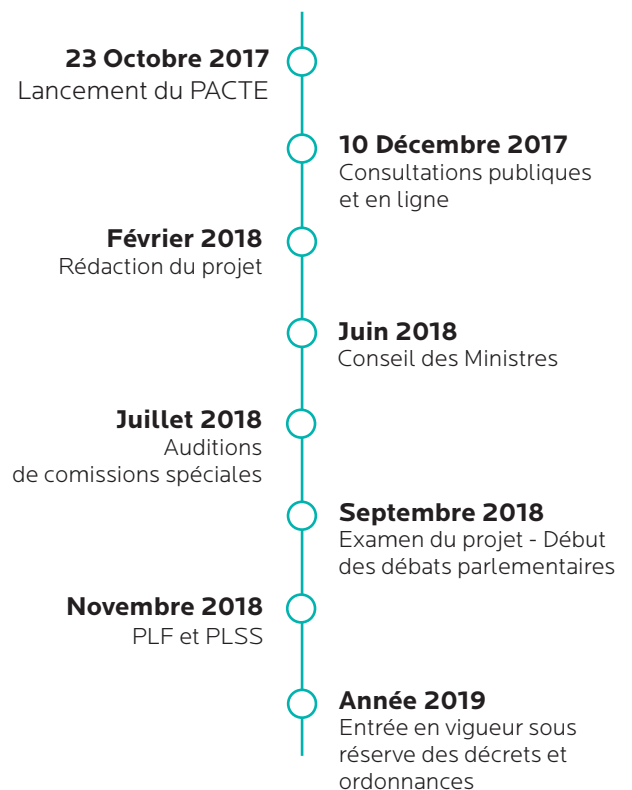 23 Octobre 2017
Lancement du PACTE
10 Décembre 2017
Consultations publiques
et en ligne
Février 2018
Rédaction du projet
Juin 2018
Conseil des Ministres
Juillet 2018
Auditions
de comissions spéciales
Septembre 2018
Examen du projet - Début
des débats parlementaires
Novembre 2018
PLF et PLSS
Année 2019
Entrée en vigueur sous
réserve des décrets et
ordonnances